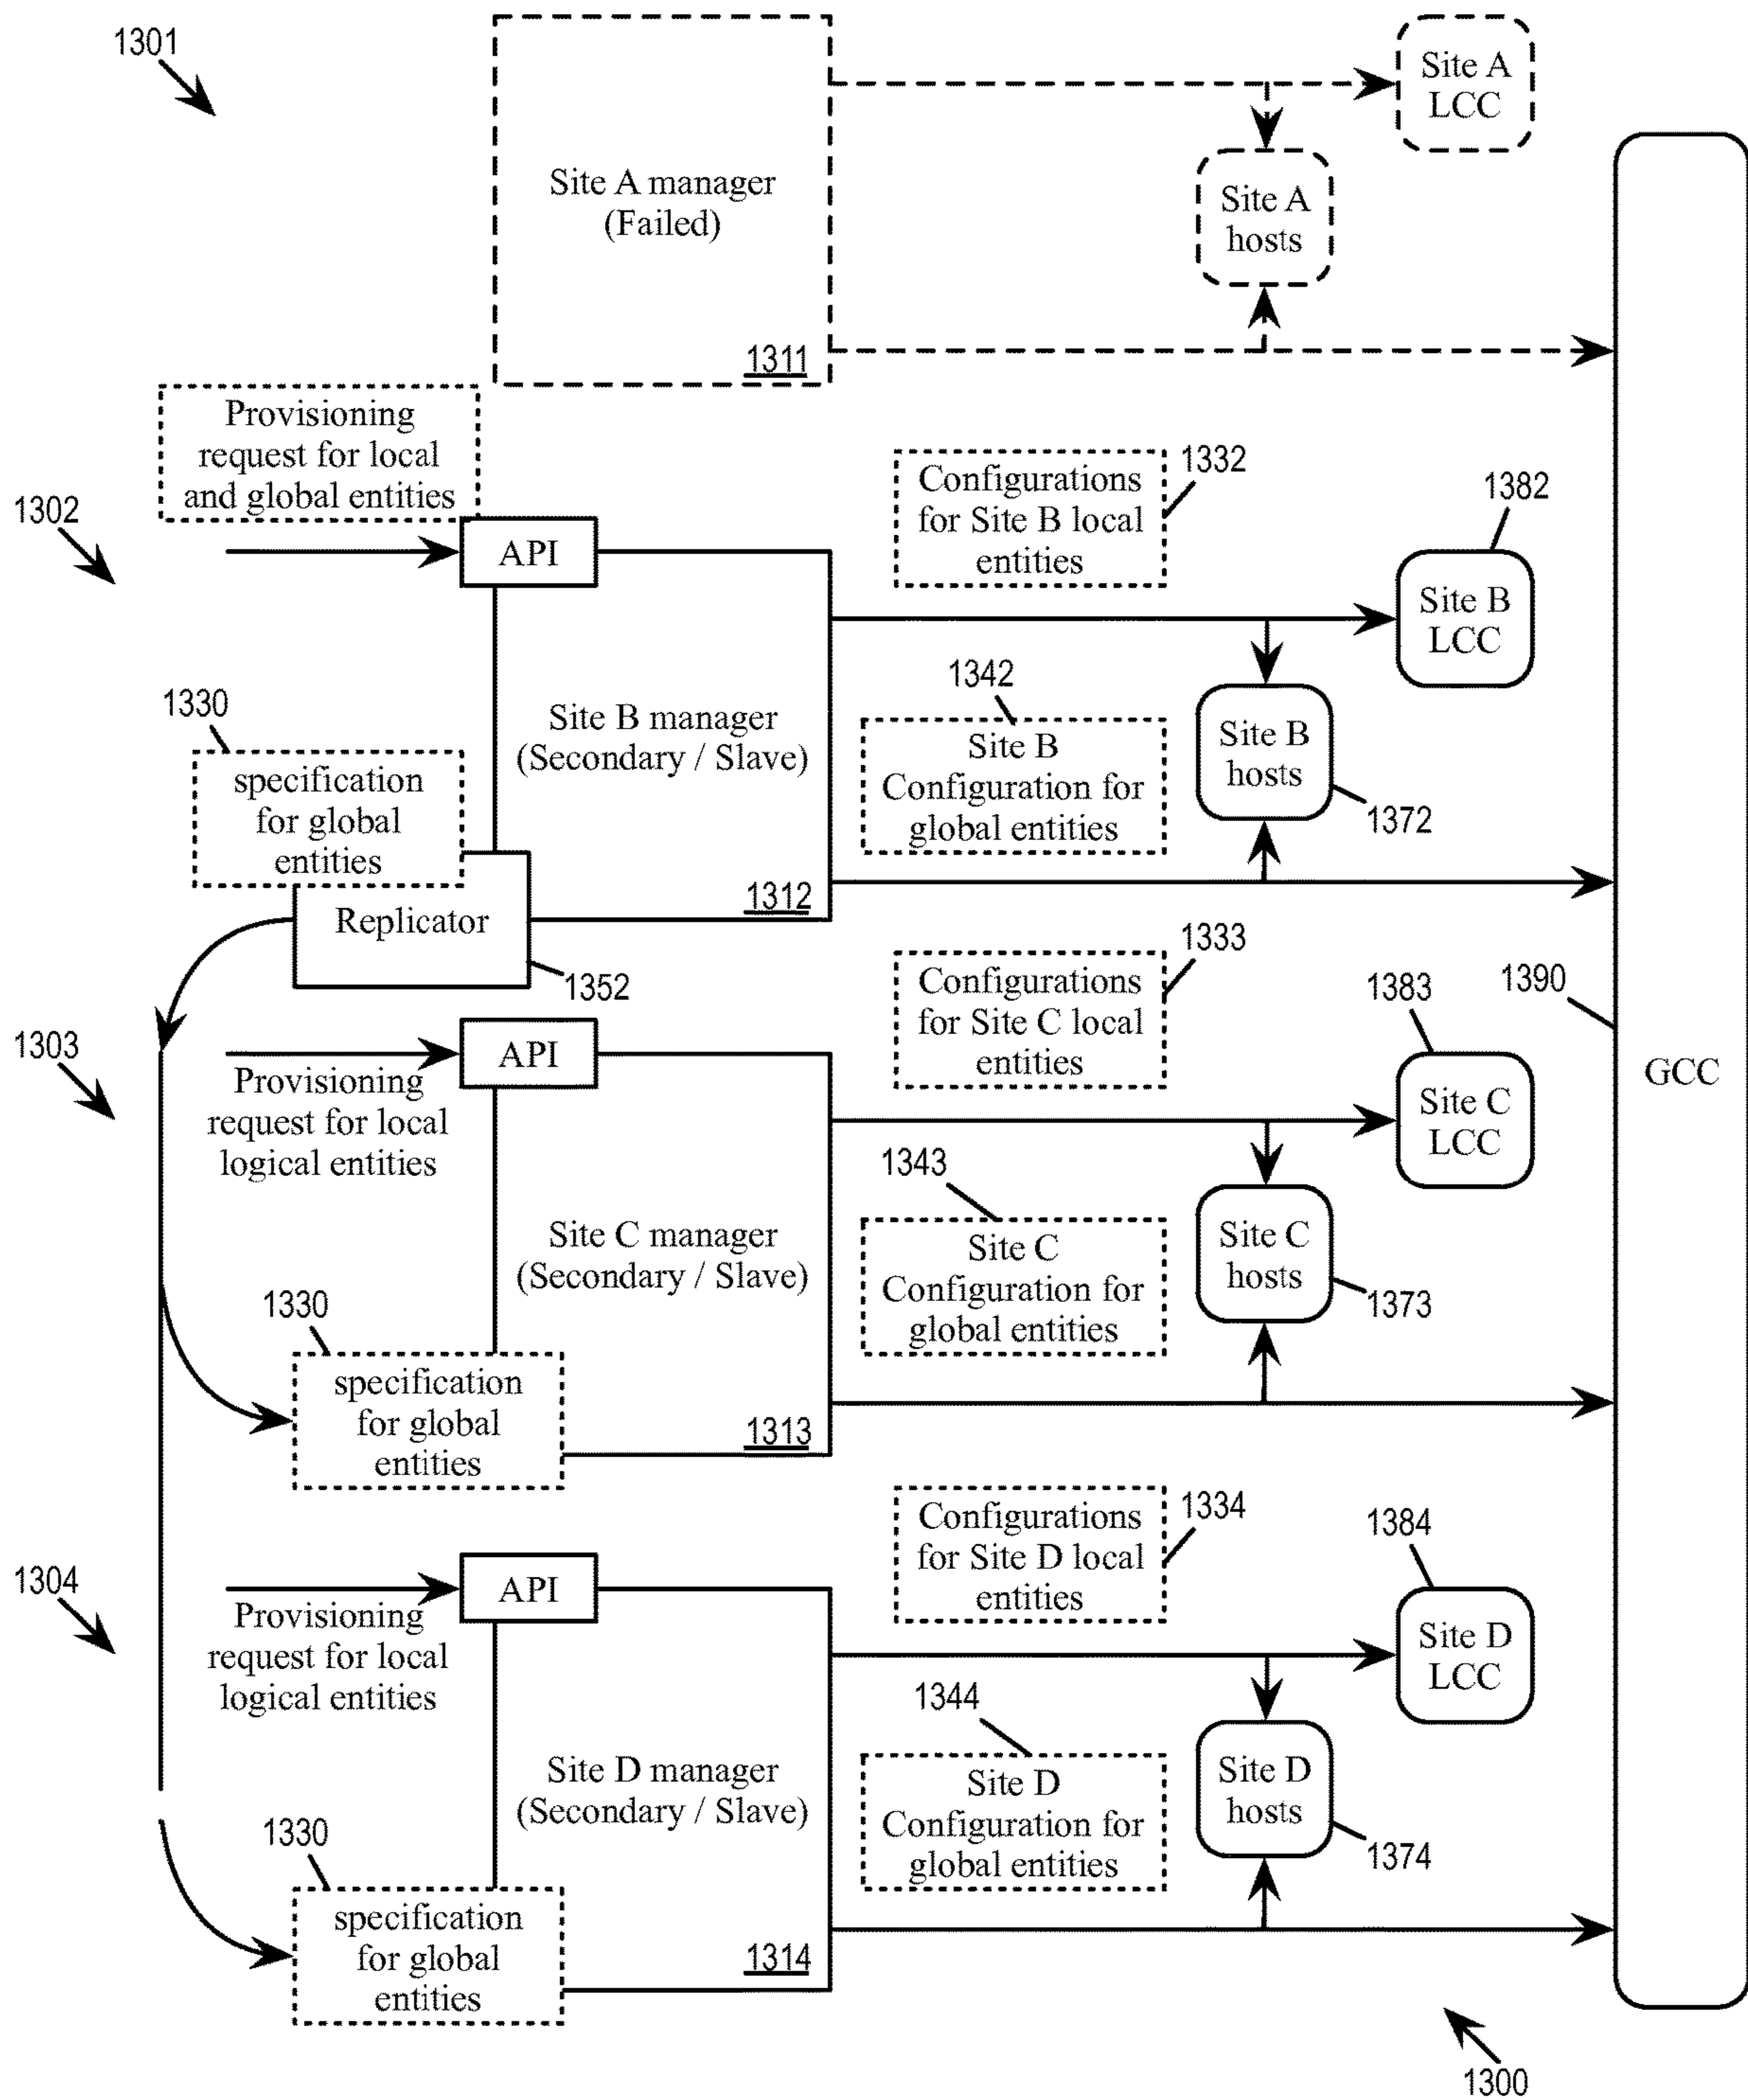 1301
Site A manager
(Failed)
1311
Site A
LCC
Site A
hosts
Provisioning
request for local
and global entities
1302
API
Configurations
for Site B local
entities
1332
1382
Site B
LCC
1330
specification
for global
entities
Site B manager
(Secondary / Slave)
1342
Site B
Configuration for
global entities
Site B
hosts
1372
Replicator
1312
1352
1303
API
Provisioning
request for local
logical entities
Configurations
for Site C local
entities
1333
1383
1390
GCC
Site C
LCC
Site C manager
(Secondary / Slave)
1343
Site C
Configuration for
global entities
Site C
hosts
1373
1330
specification
for global
entities
1313
1304
API
Provisioning
request for local
logical entities
Configurations
for Site D local
entities
1334
1384
Site D
LCC
Site D manager
(Secondary / Slave)
1344
Site D
Configuration for
global entities
Site D
hosts
1374
1330
specification
for global
entities
1314
1300